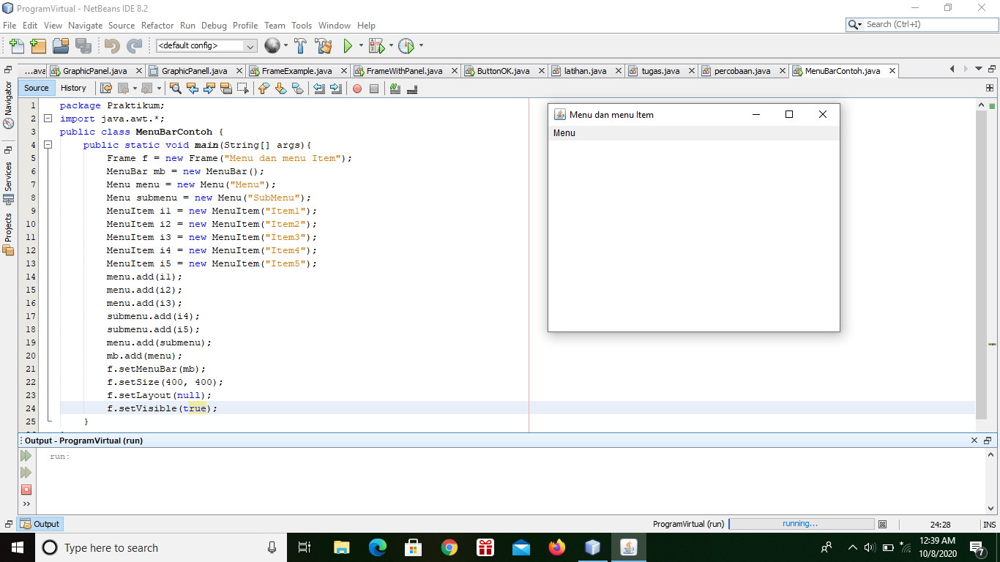 ProgramVirtual - NetBeans IDE 8.2
File Edit View Navigate Source Refactor Run Debug Profile Team Tools Window Help
Search (Ctrl+I)
<default config>
...ava GraphicPanel.java GraphicPanell.java FrameExample.java FrameWithPanel.java ButtonOK.java latihan.java tugas.java percobaan.java MenuBarContoh.java
Source History
Navigator
Services
Projects
1 package Praktikum;
2 import java.awt.*;
3 public class MenuBarContoh {
4 public static void main(String[] args){
5 Frame f = new Frame("Menu dan menu Item");
6 MenuBar mb = new MenuBar();
7 Menu menu = new Menu("Menu");
8 Menu submenu = new Menu("SubMenu");
9 MenuItem i1 = new MenuItem("Item1");
10 MenuItem i2 = new MenuItem("Item2");
11 MenuItem i3 = new MenuItem("Item3");
12 MenuItem i4 = new MenuItem("Item4");
13 MenuItem i5 = new MenuItem("Item5");
14 menu.add(i1);
15 menu.add(i2);
16 menu.add(i3);
17 submenu.add(i4);
18 submenu.add(i5);
19 menu.add(submenu);
20 mb.add(menu);
21 f.setMenuBar(mb);
22 f.setSize(400, 400);
23 f.setLayout(null);
24 f.setVisible(true);
25 }
Menu dan menu Item
Menu
Output - ProgramVirtual (run)
run:
Output
ProgramVirtual (run) running... 24:28 INS
Type here to search
12:39 AM
10/8/2020
7